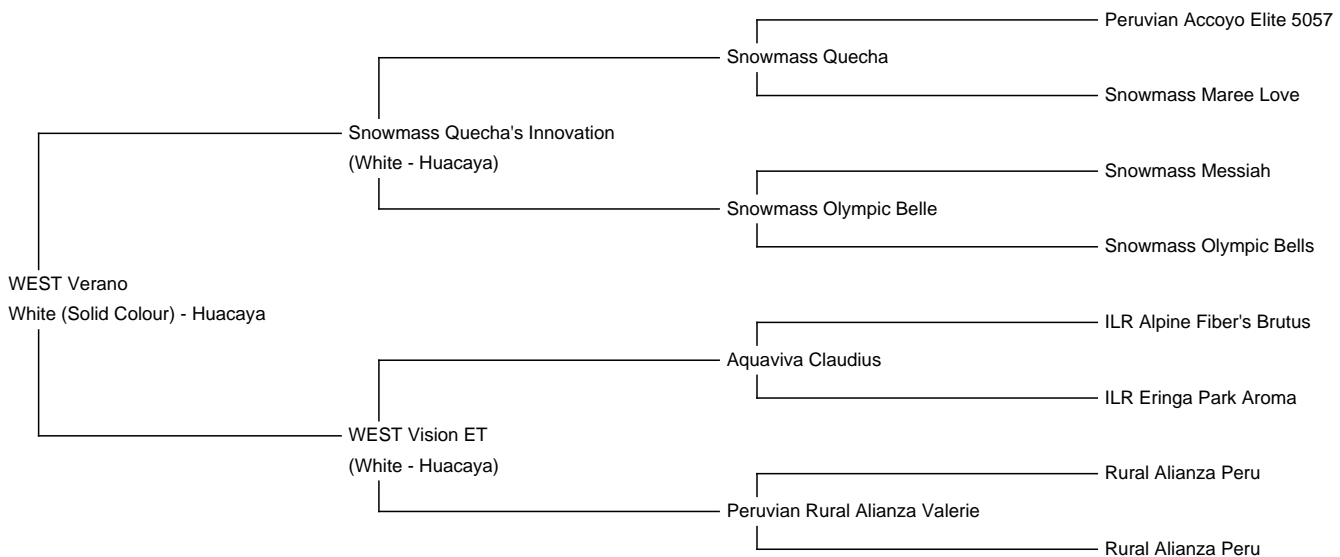 Peruvian Accoyo Elite 5057
Snowmass Quecha
Snowmass Maree Love
Snowmass Quecha's Innovation
(White - Huacaya)
Snowmass Messiah
Snowmass Olympic Belle
Snowmass Olympic Bells
WEST Verano
White (Solid Colour) - Huacaya
ILR Alpine Fiber's Brutus
Aquaviva Claudius
ILR Eringa Park Aroma
WEST Vision ET
(White - Huacaya)
Rural Alianza Peru
Peruvian Rural Alianza Valerie
Rural Alianza Peru